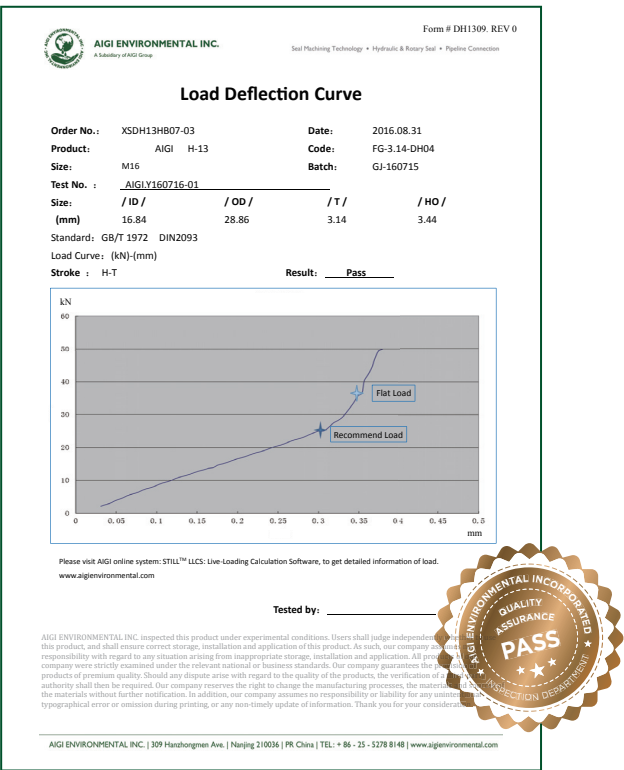 Form # DH1309. REV 0
AIGI ENVIRONMENTAL INC.
A Subsidiary of AIGI Group
Seal Machining Technology • Hydraulic & Rotary Seal • Pipeline Connection
Load Deflection Curve
Order No.: XSDH13HB07-03 Date: 2016.08.31
Product: AIGI H-13 Code: FG-3.14-DH04
Size: M16 Batch: GJ-160715
Test No. : AIGI.Y160716-01
Size: / ID / / OD / / T / / HO /
(mm) 16.84 28.86 3.14 3.44
Standard: GB/T 1972 DIN2093
Load Curve: (kN)-(mm)
Stroke : H-T Result: Pass
kN
60
50
40
30
20
10
0
Flat Load
Recommend Load
0 0.05 0.1 0.15 0.2 0.25 0.3 0.35 0.4 0.45 0.5
mm
Please visit AIGI online system: STILL™ LLCS: Live-Loading Calculation Software, to get detailed information of load.
www.aigienvironmental.com
Tested by:
AIGI ENVIRONMENTAL INC. inspected this product under experimental conditions, Users shall judge independently
this product, and shall ensure correct storage, installation and application of this product. As such, our company
responsibility with regard to any situation arising from inappropriate storage, installation and application. All
company were strictly examined under the relevant national or business standards. Our company guarantees the
products of premium quality. Should any dispute arise with regard to the quality of the products, the verification of a
authority shall then be required. Our company reserves the right to change the manufacturing processes, the
the materials without further notification. In addition, our company assumes no responsibility or liability for any
typographical error or omission during printing, or any non-timely update of information. Thank you for your
AIGI ENVIRONMENTAL INCORPORATED
QUALITY
ASSURANCE
PASS
INSPECTION DEPARTMENT
AIGI ENVIRONMENTAL INC. | 309 Hanzhongmen Ave. | Nanjing 210036 | PR China | TEL: + 86 - 25 - 5278 8148 | www.aigienvironmental.com